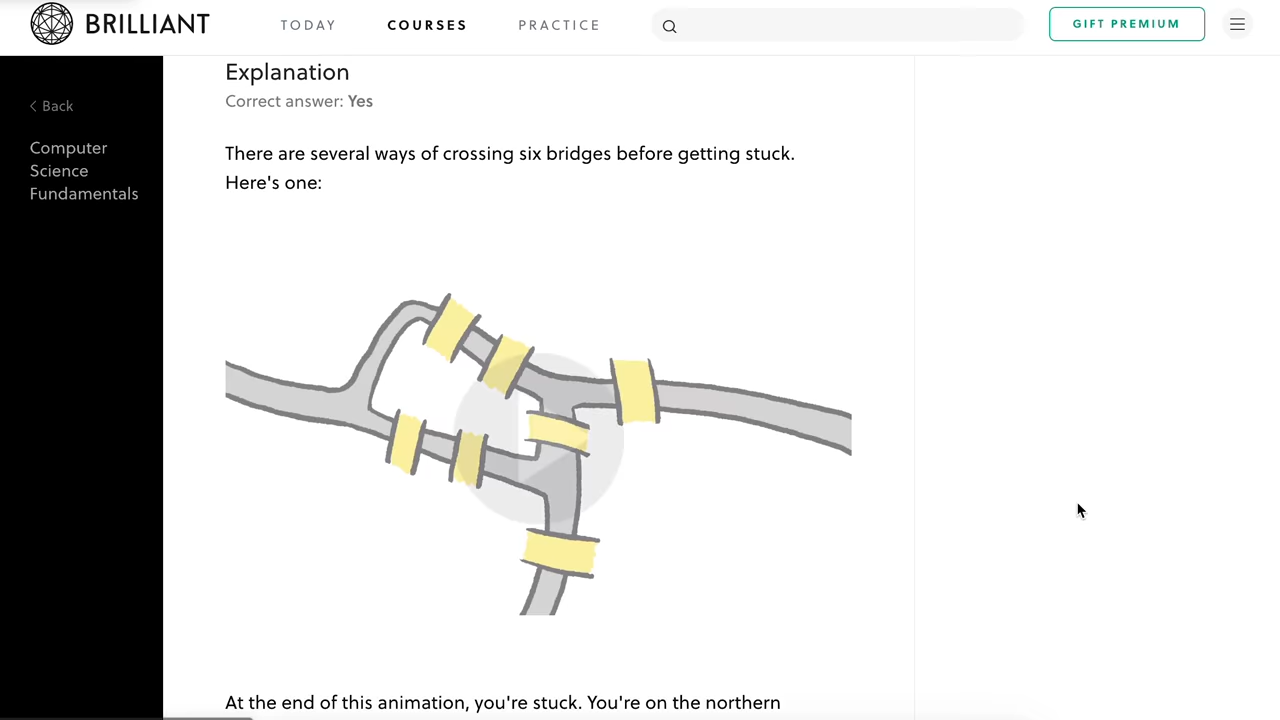 BRILLIANT
TODAY
COURSES
PRACTICE
GIFT PREMIUM
< Back
Computer
Science
Fundamentals
Explanation
Correct answer: Yes
There are several ways of crossing six bridges before getting stuck.
Here's one:
At the end of this animation, you're stuck. You're on the northern